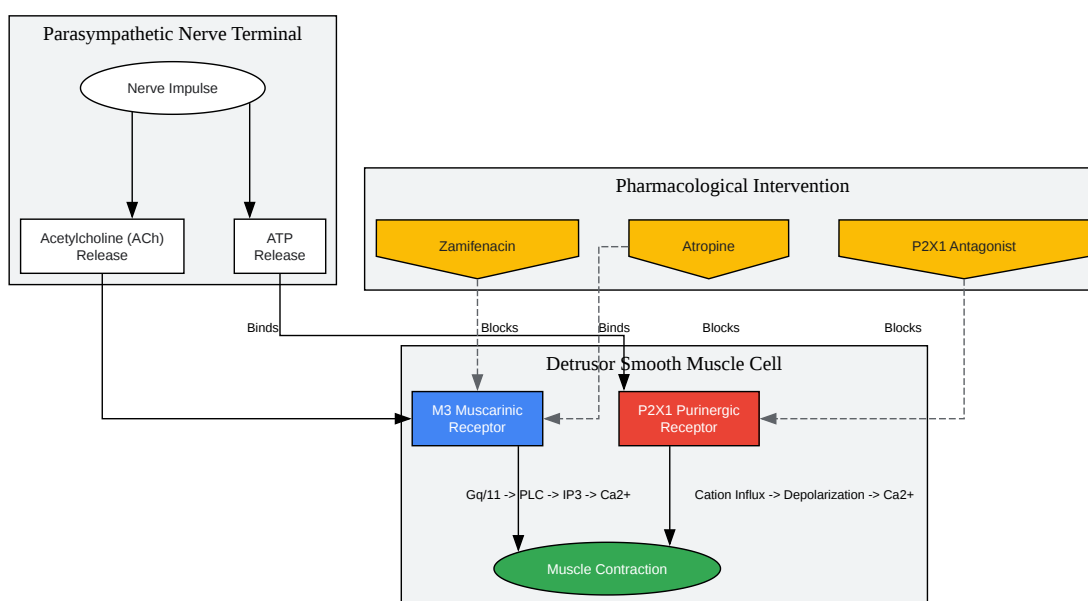 Parasympathetic Nerve Terminal
Nerve Impulse
Acetylcholine (ACh)
Release
ATP
Release
Pharmacological Intervention
Zamifenacin
Atropine
P2X1 Antagonist
Binds
Blocks
Binds
Blocks
Blocks
Detrusor Smooth Muscle Cell
M3 Muscarinic
Receptor
P2X1 Purinergic
Receptor
Gq/11 -> PLC -> IP3 -> Ca2+
Cation Influx -> Depolarization -> Ca2+
Muscle Contraction